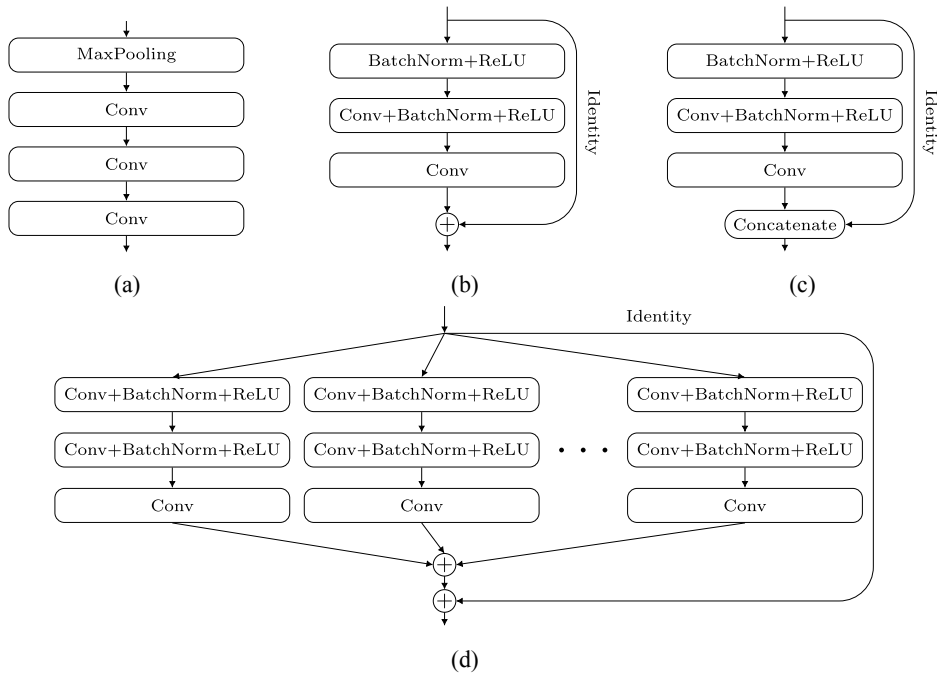 MaxPooling
Conv
Conv
Conv
(a)
BatchNorm+ReLU
Conv+BatchNorm+ReLU
Conv
+
Identity
(b)
BatchNorm+ReLU
Conv+BatchNorm+ReLU
Conv
Concatenate
Identity
(c)
Identity
Conv+BatchNorm+ReLU
Conv+BatchNorm+ReLU
Conv
Conv+BatchNorm+ReLU
Conv+BatchNorm+ReLU
Conv
. . .
Conv+BatchNorm+ReLU
Conv+BatchNorm+ReLU
Conv
+
+
(d)